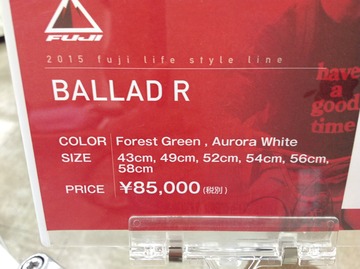 FUJI
2015 fuji life style line
BALLAD R
have
a
good
time
COLOR Forest Green , Aurora White
SIZE 43cm, 49cm, 52cm, 54cm, 56cm,
58cm
PRICE ¥85,000(税別)